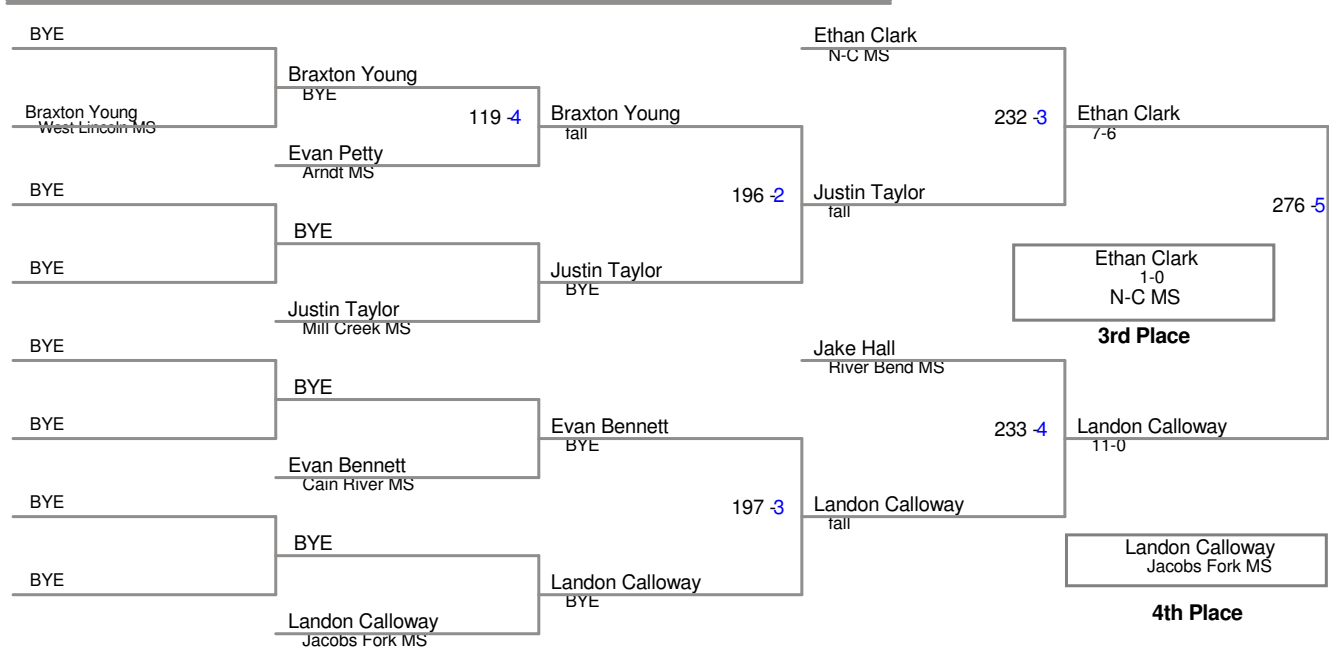 BYE
Braxton Young
West Lincoln MS
BYE
BYE
BYE
BYE
BYE
BYE
Braxton Young
BYE
119 -4
Evan Petty
Arndt MS
BYE
Justin Taylor
Mill Creek MS
BYE
Evan Bennett
Cain River MS
BYE
Landon Calloway
Jacobs Fork MS
Braxton Young
fall
196 -2
Justin Taylor
BYE
Evan Bennett
BYE
197 -3
Landon Calloway
BYE
Ethan Clark
N-C MS
232 -3
Justin Taylor
fall
Jake Hall
River Bend MS
233 -4
Landon Calloway
fall
Ethan Clark
7-6
276 -5
Landon Calloway
11-0
Ethan Clark
1-0
N-C MS
3rd Place
Landon Calloway
Jacobs Fork MS
4th Place